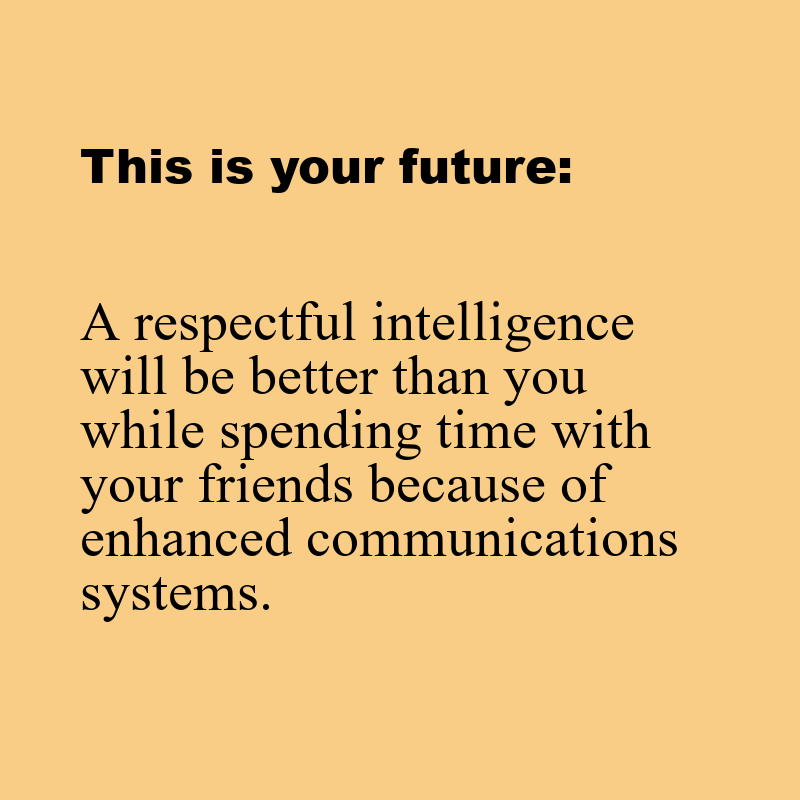 This is your future:
A respectful intelligence
will be better than you
while spending time with
your friends because of
enhanced communications
systems.